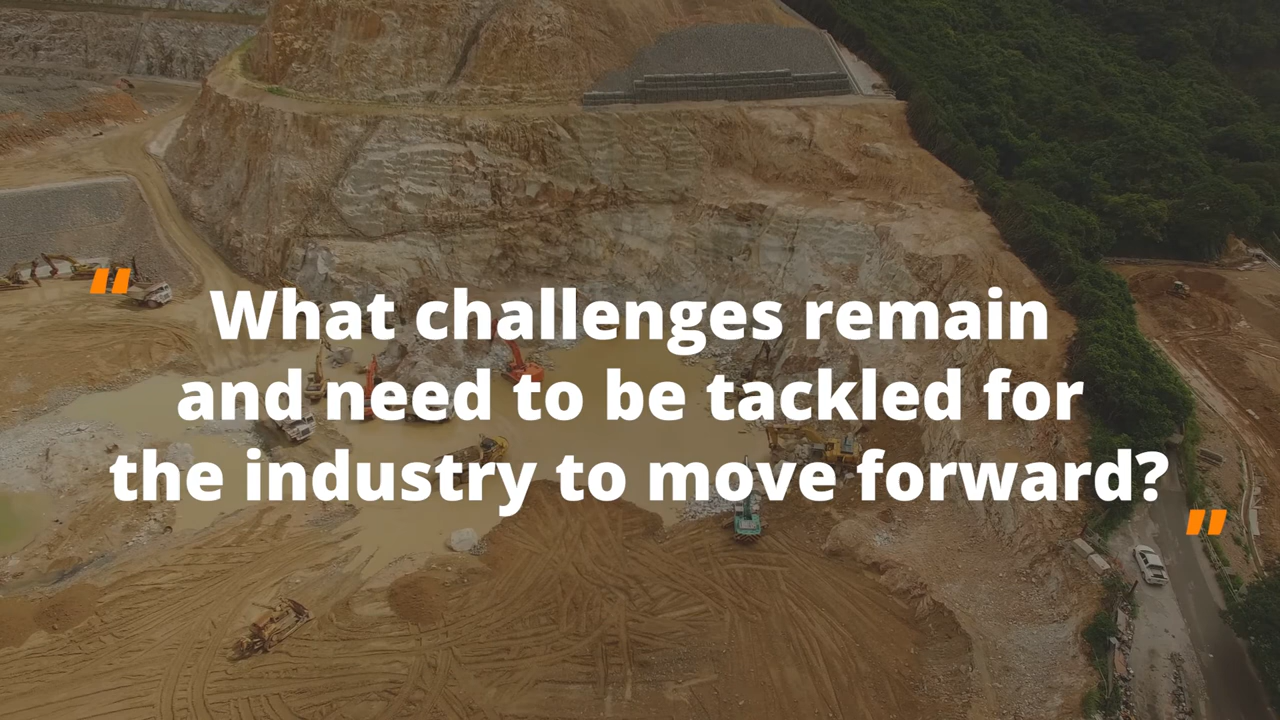 "What challenges remain
and need to be tackled for
the industry to move forward?"